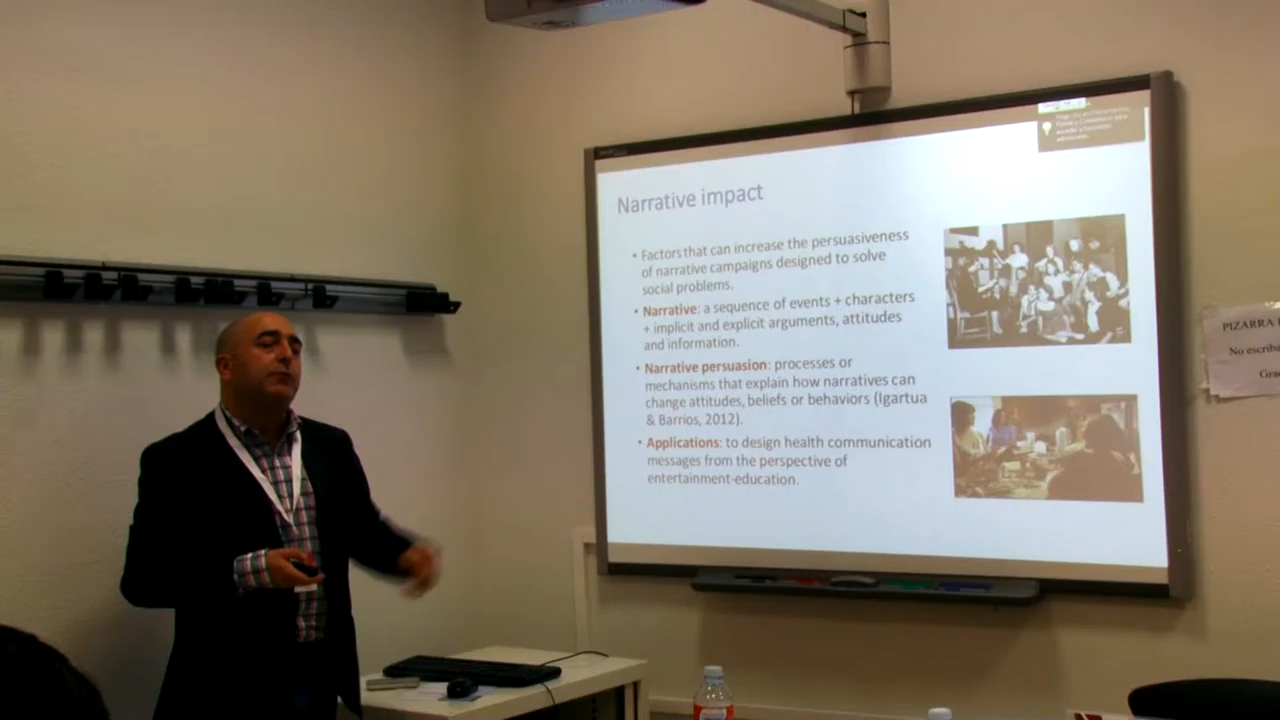 Narrative impact
• Factors that can increase the persuasiveness
of narrative campaigns designed to solve
social problems.
• Narrative: a sequence of events + characters
+ implicit and explicit arguments, attitudes
and information.
• Narrative persuasion: processes or
mechanisms that explain how narratives can
change attitudes, beliefs or behaviors (Igartua
& Barrios, 2012).
• Applications: to design health communication
messages from the perspective of
entertainment-education.
PIZARRA
No escriba
Gra